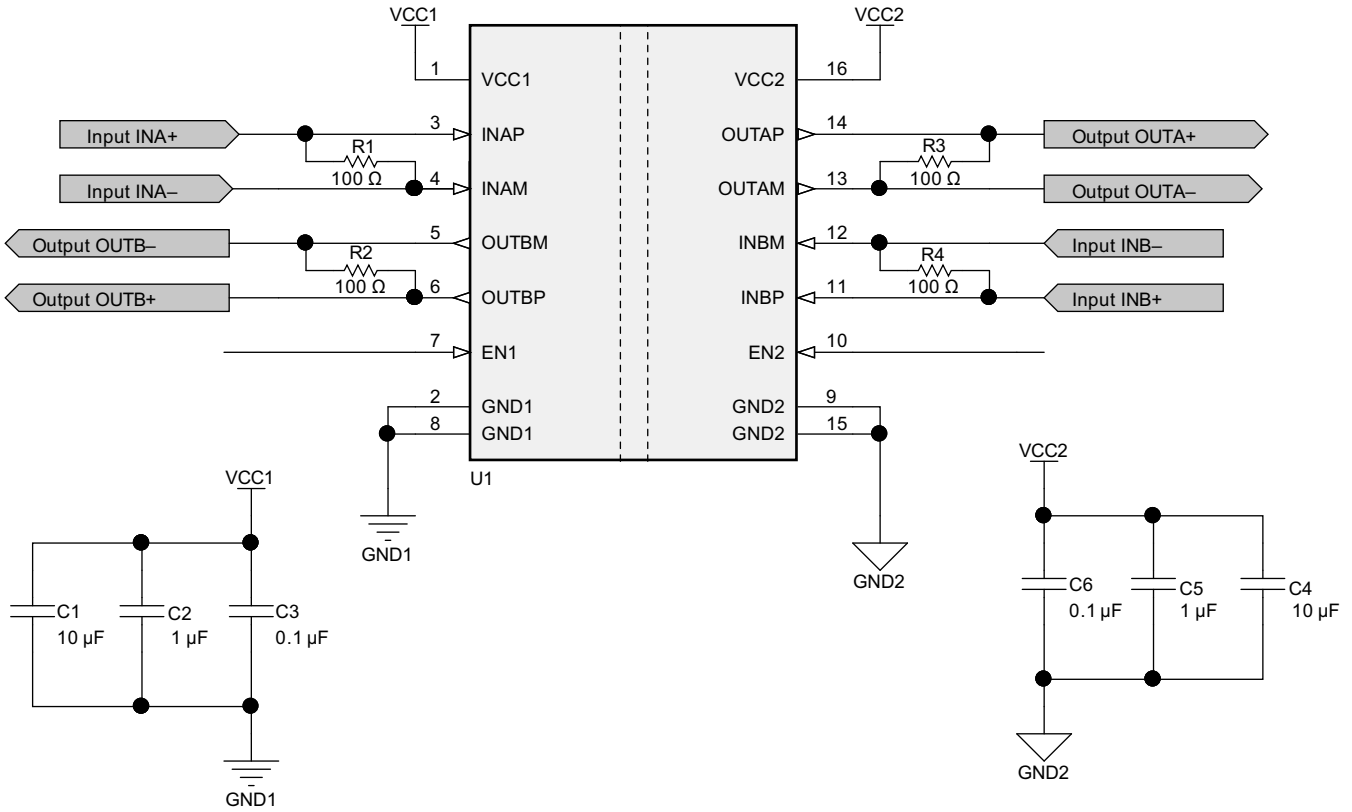 VCC1
VCC2
1
VCC1
VCC2
16
Input INA+
3
INAP
OUTAP
14
Output OUTA+
R1
100 Ω
R3
100 Ω
Input INA–
4
INAM
OUTAM
13
Output OUTA–
Output OUTB–
5
OUTBM
INBM
12
Input INB–
R2
100 Ω
R4
100 Ω
Output OUTB+
6
OUTBP
INBP
11
Input INB+
7
EN1
EN2
10
2
GND1
GND2
9
8
GND1
GND2
15
U1
GND1
GND2
VCC1
C1
10 µF
C2
1 µF
C3
0.1 µF
GND1
VCC2
C6
0.1 µF
C5
1 µF
C4
10 µF
GND2